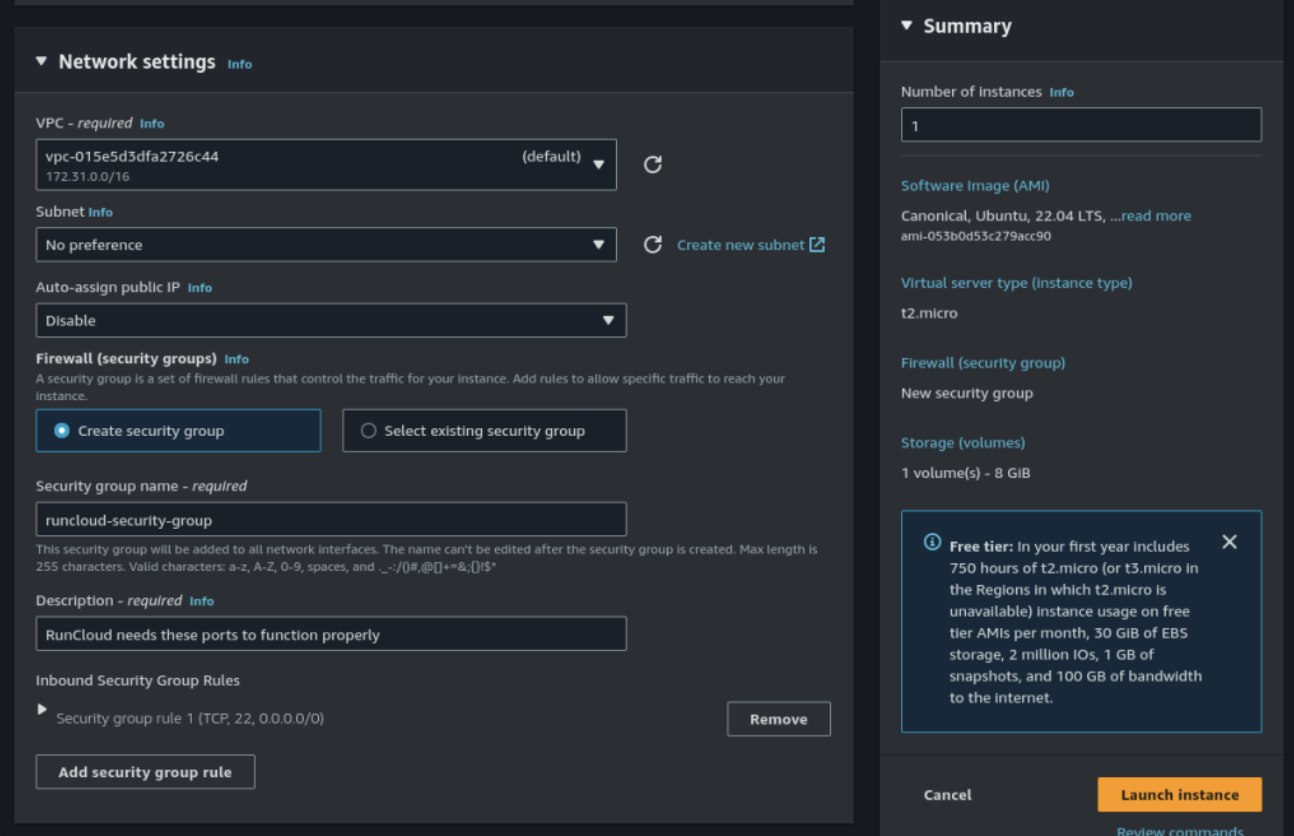 Network settings Info
VPC - required Info
vpc-015e5d3dfa2726c44 (default)
172.31.0.0/16
Subnet Info
No preference
Create new subnet
Auto-assign public IP Info
Disable
Firewall (security groups) Info
A security group is a set of firewall rules that control the traffic for your instance. Add rules to allow specific traffic to reach your
instance.
Create security group
Select existing security group
Security group name - required
runcloud-security-group
This security group will be added to all network interfaces. The name can't be edited after the security group is created. Max length is
255 characters. Valid characters: a-z, A-Z, 0-9, spaces, and ._-:/()#,@[]+=&;{}!$*
Description - required Info
RunCloud needs these ports to function properly
Inbound Security Group Rules
Security group rule 1 (TCP, 22, 0.0.0.0/0)
Remove
Add security group rule
Summary
Number of instances Info
1
Software Image (AMI)
Canonical, Ubuntu, 22.04 LTS, ...read more
ami-053b0d53c279acc90
Virtual server type (instance type)
t2.micro
Firewall (security group)
New security group
Storage (volumes)
1 volume(s) - 8 GiB
Free tier: In your first year includes
750 hours of t2.micro (or t3.micro in
the Regions in which t2.micro is
unavailable) instance usage on free
tier AMIs per month, 30 GiB of EBS
storage, 2 million IOs, 1 GB of
snapshots, and 100 GB of bandwidth
to the internet.
Cancel
Launch instance
Review commands